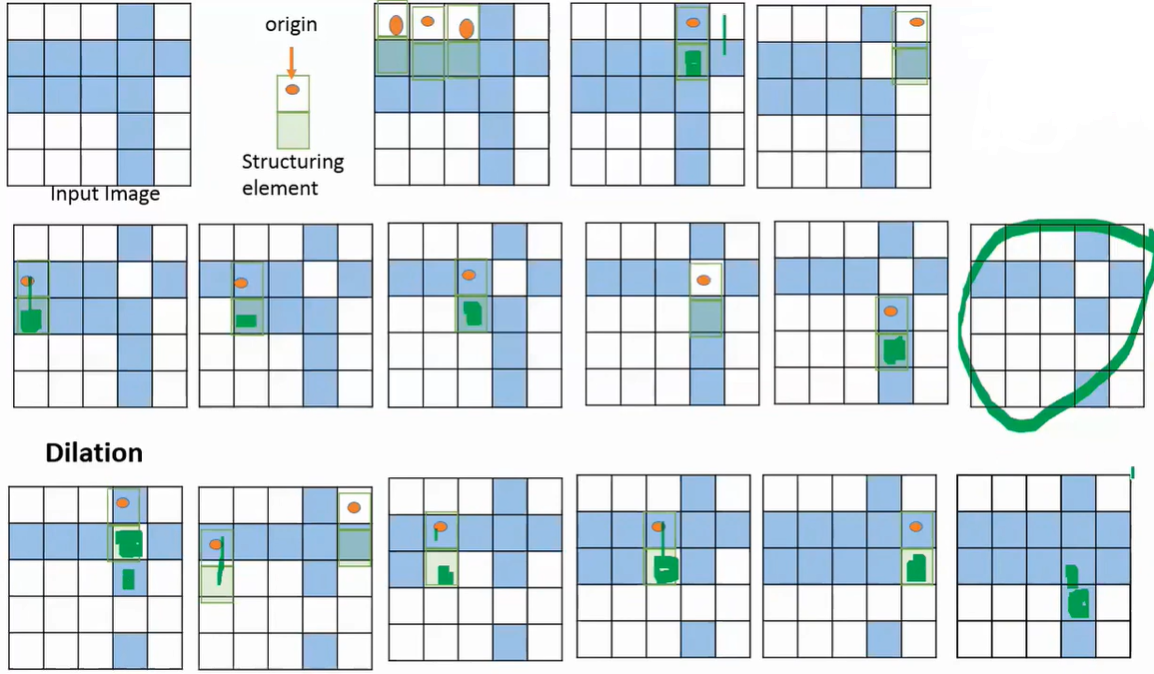 origin
Structuring
element
Input Image
Dilation